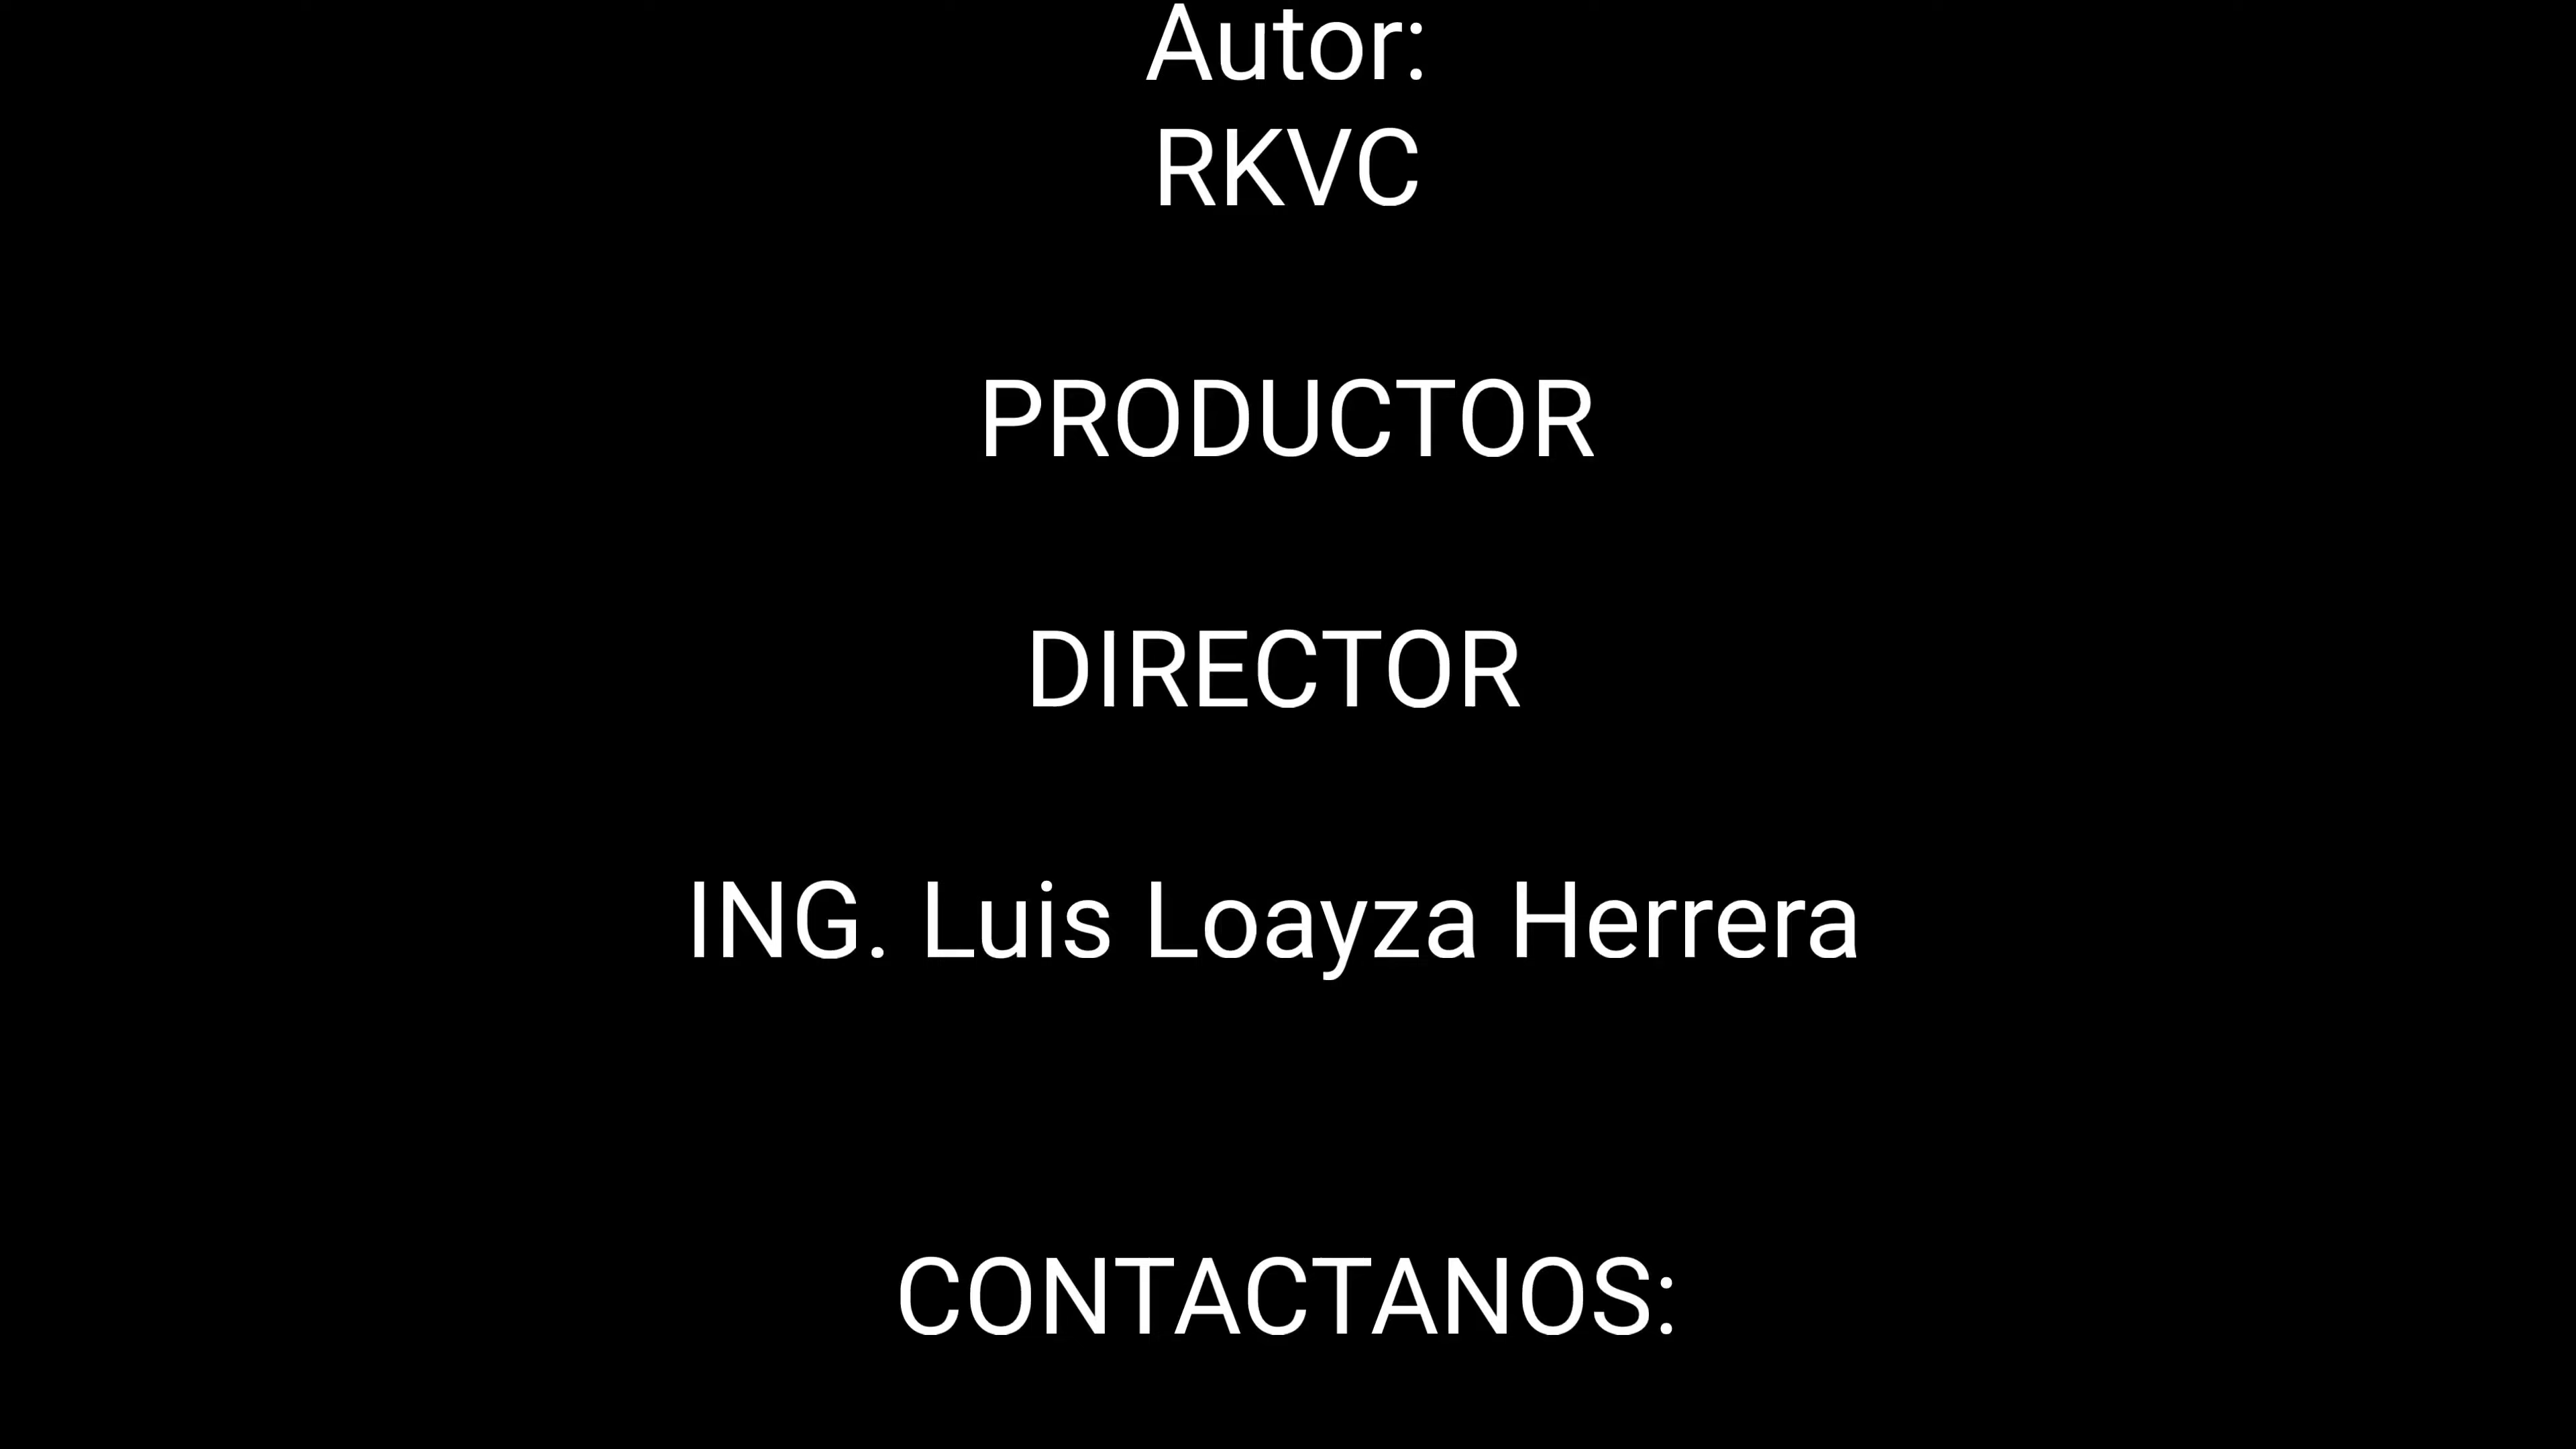 Autor:
RKVC
PRODUCTOR
DIRECTOR
ING. Luis Loayza Herrera
CONTACTANOS: